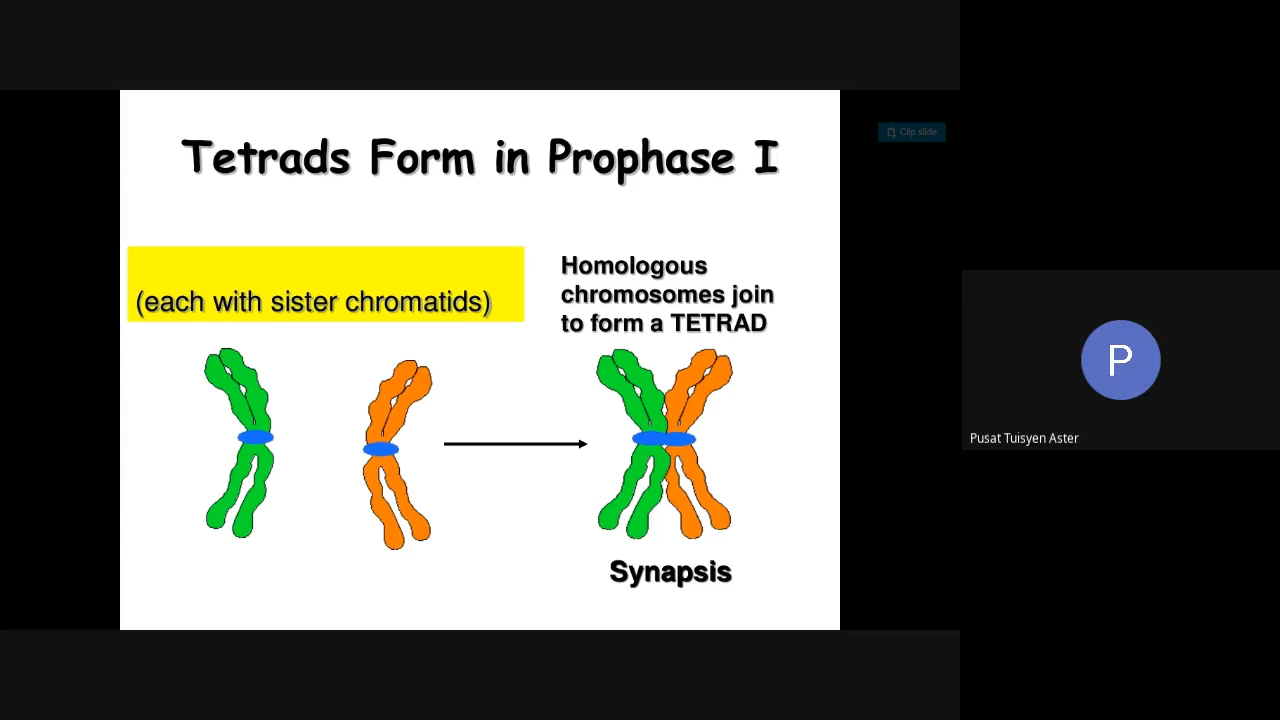 Tetrads Form in Prophase I
Clip slide
(each with sister chromatids)
Homologous
chromosomes join
to form a TETRAD
Synapsis
P
Pusat Tuisyen Aster